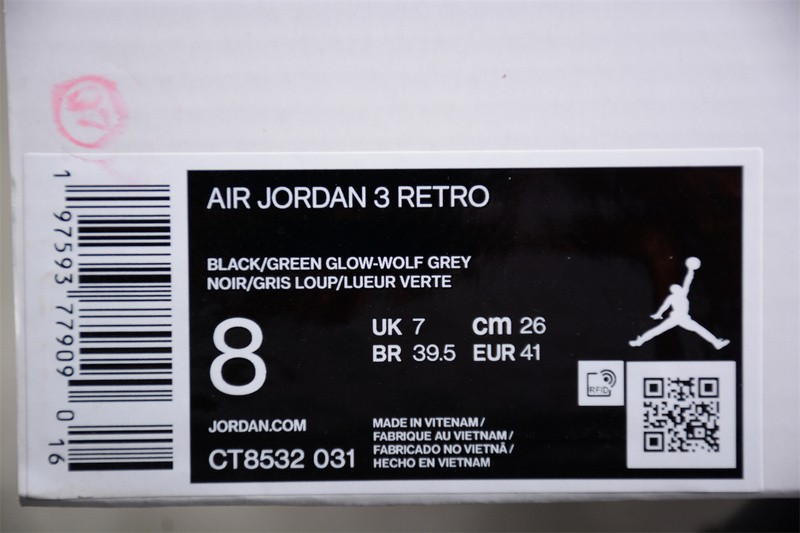 AIR JORDAN 3 RETRO
BLACK/GREEN GLOW-WOLF GREY
NOIR/GRIS LOUP/LUEUR VERTE
8
UK 7 cm 26
BR 39.5 EUR 41
RFID
JORDAN.COM
CT8532 031
MADE IN VITENAM /
FABRIQUE AU VIETNAM /
FABRICADO NO VIETNÃ /
HECHO EN VIETNAM
1 97593 77909 0 16